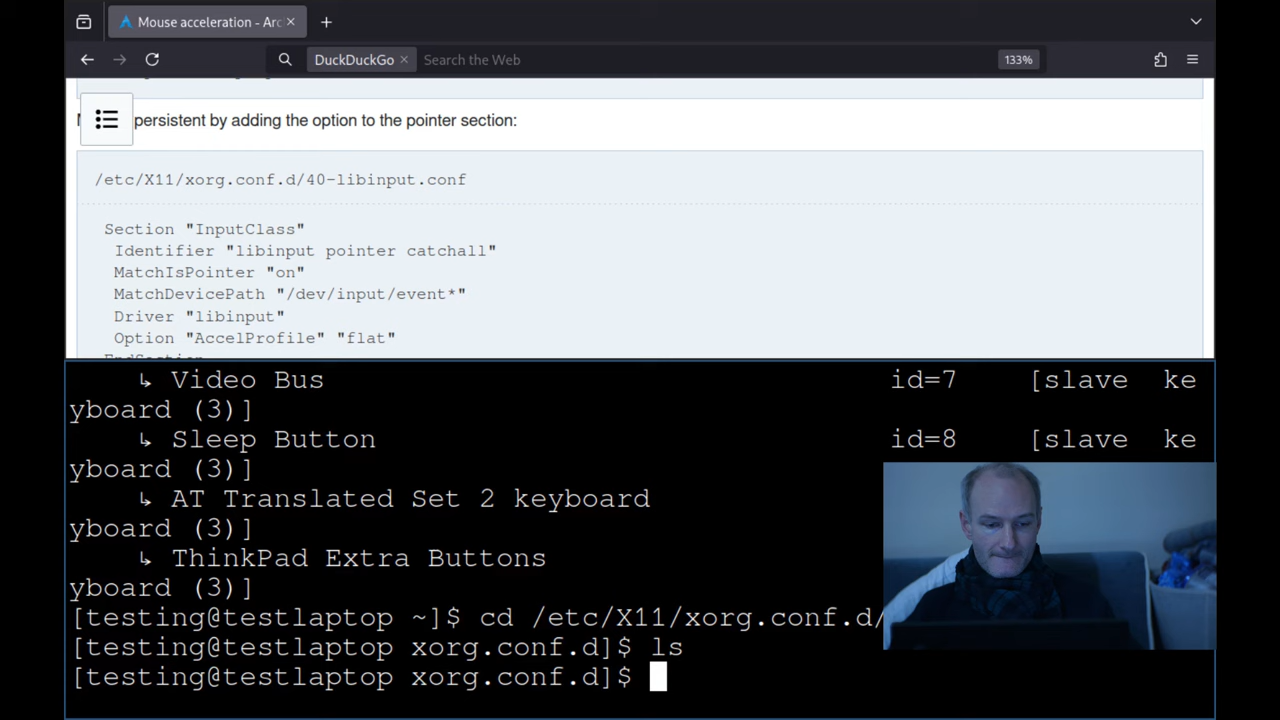 Mouse acceleration - Arc
DuckDuckGo Search the Web 133%
persistent by adding the option to the pointer section:
/etc/X11/xorg.conf.d/40-libinput.conf
Section "InputClass"
Identifier "libinput pointer catchall"
MatchIsPointer "on"
MatchDevicePath "/dev/input/event*"
Driver "libinput"
Option "AccelProfile" "flat"
EndSection
↳ Video Bus id=7 [slave ke
yboard (3)]
↳ Sleep Button id=8 [slave ke
yboard (3)]
↳ AT Translated Set 2 keyboard
yboard (3)]
↳ ThinkPad Extra Buttons
yboard (3)]
[testing@testlaptop ~]$ cd /etc/X11/xorg.conf.d/
[testing@testlaptop xorg.conf.d]$ ls
[testing@testlaptop xorg.conf.d]$